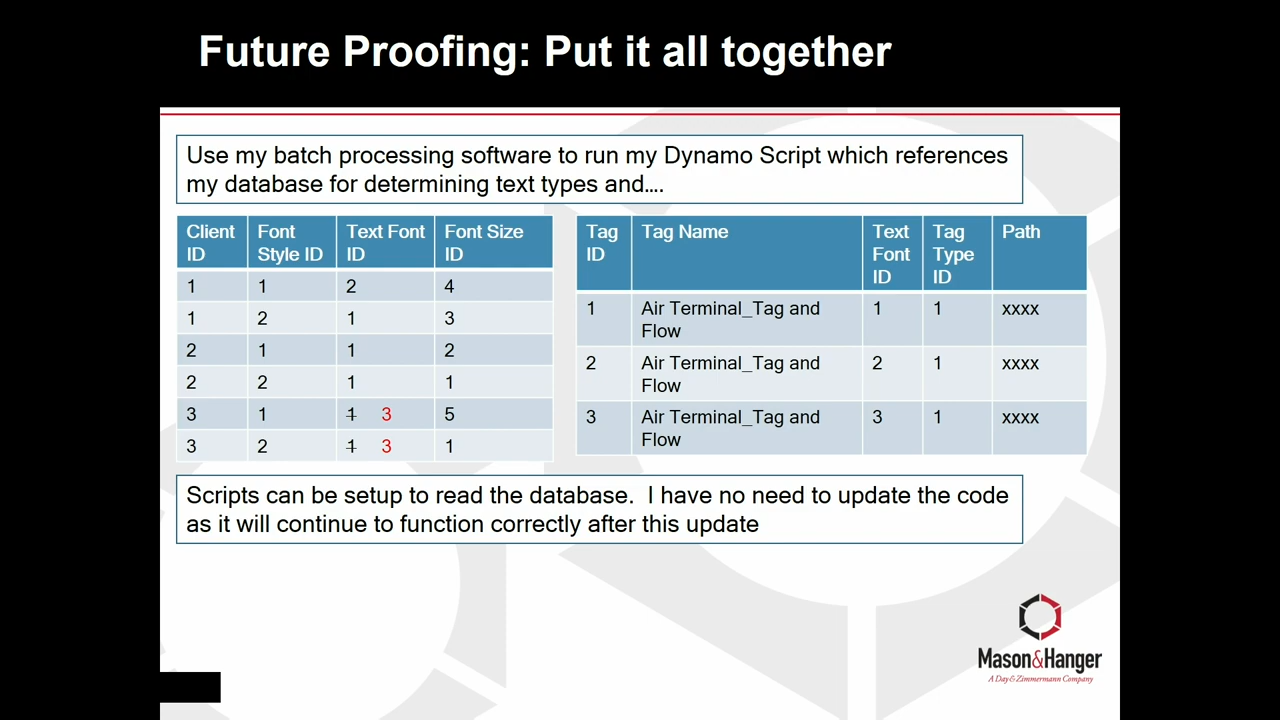 Future Proofing: Put it all together
Use my batch processing software to run my Dynamo Script which references
my database for determining text types and....
Client ID Font Style ID Text Font ID Font Size ID
1 1 2 4
1 2 1 3
2 1 1 2
2 2 1 1
3 1 1 3 5
3 2 1 3 1
Tag ID Tag Name Text Font ID Tag Type ID Path
1 Air Terminal_Tag and Flow 1 1 xxxx
2 Air Terminal_Tag and Flow 2 1 xxxx
3 Air Terminal_Tag and Flow 3 1 xxxx
Scripts can be setup to read the database.  I have no need to update the code
as it will continue to function correctly after this update
Mason&Hanger
A Day & Zimmermann Company